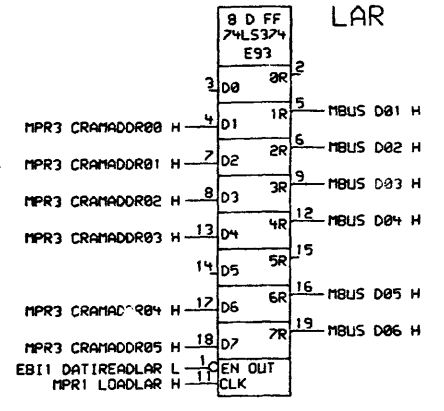 LAR
8 D FF
74LS374
E93
3 D0 0R 2
MPR3 CRAMADDR00 H 4 D1 1R 5 MBUS D01 H
MPR3 CRAMADDR01 H 7 D2 2R 6 MBUS D02 H
MPR3 CRAMADDR02 H 8 D3 3R 9 MBUS D03 H
MPR3 CRAMADDR03 H 13 D4 4R 12 MBUS D04 H
14 D5 5R 15
MPR3 CRAMADDR04 H 17 D6 6R 16 MBUS D05 H
MPR3 CRAMADDR05 H 18 D7 7R 19 MBUS D06 H
EBI1 DATIREADLAR L 1 EN OUT
MPR1 LOADLAR H 11 CLK